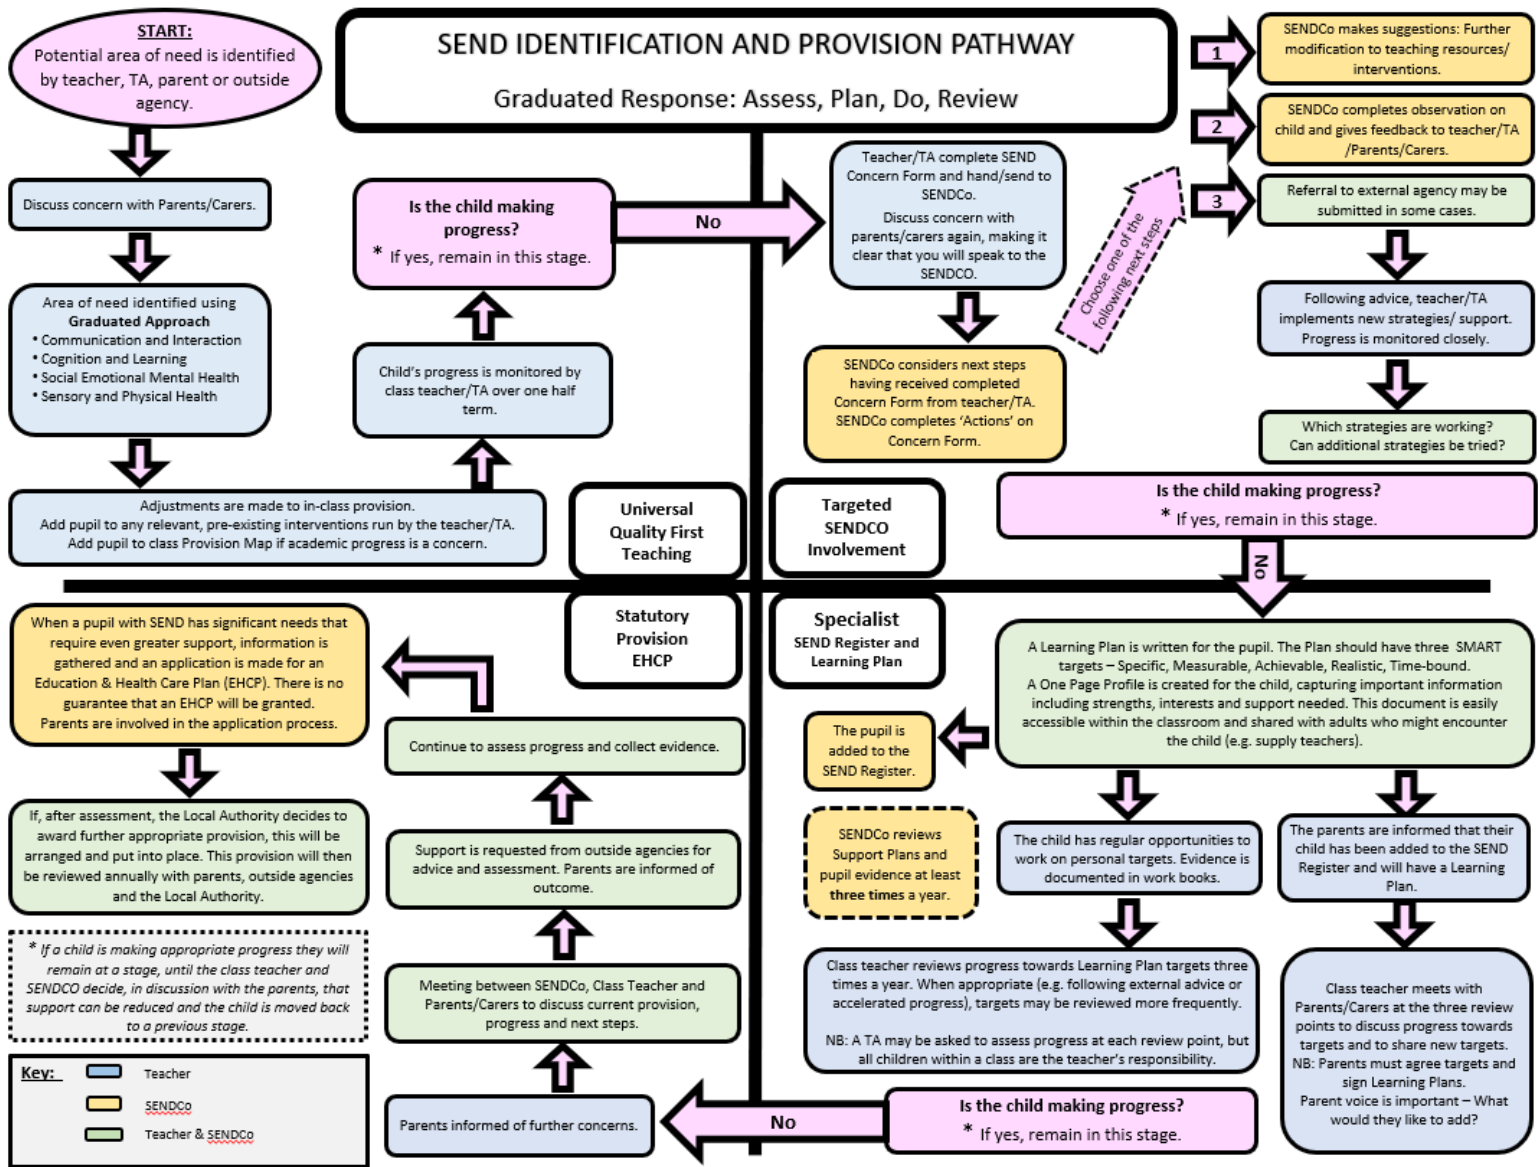 START:
Potential area of need is identified
by teacher, TA, parent or outside
agency.
SEND IDENTIFICATION AND PROVISION PATHWAY
Graduated Response: Assess, Plan, Do, Review
Discuss concern with Parents/Carers.
Area of need identified using
Graduated Approach
• Communication and Interaction
• Cognition and Learning
• Social Emotional Mental Health
• Sensory and Physical Health
Adjustments are made to in-class provision.
Add pupil to any relevant, pre-existing interventions run by the teacher/TA.
Add pupil to class Provision Map if academic progress is a concern.
Child's progress is monitored by
class teacher/TA over one half
term.
Is the child making
progress?
* If yes, remain in this stage.
No
Universal
Quality First
Teaching
Teacher/TA complete SEND
Concern Form and hand/send to
SENDCo.
Discuss concern with
parents/carers again, making it
clear that you will speak to the
SENDCO.
SENDCo considers next steps
having received completed
Concern Form from teacher/TA.
SENDCo completes 'Actions' on
Concern Form.
Choose one of the
following next steps
1
SENDCo makes suggestions: Further
modification to teaching resources/
interventions.
2
SENDCo completes observation on
child and gives feedback to teacher/TA
/Parents/Carers.
3
Referral to external agency may be
submitted in some cases.
Following advice, teacher/TA
implements new strategies/ support.
Progress is monitored closely.
Which strategies are working?
Can additional strategies be tried?
Is the child making progress?
* If yes, remain in this stage.
No
Targeted
SENDCO
Involvement
Specialist
SEND Register and
Learning Plan
A Learning Plan is written for the pupil. The Plan should have three SMART
targets – Specific, Measurable, Achievable, Realistic, Time-bound.
A One Page Profile is created for the child, capturing important information
including strengths, interests and support needed. This document is easily
accessible within the classroom and shared with adults who might encounter
the child (e.g. supply teachers).
The pupil is
added to the
SEND Register.
SENDCo reviews
Support Plans and
pupil evidence at least
three times a year.
The child has regular opportunities to
work on personal targets. Evidence is
documented in work books.
The parents are informed that their
child has been added to the SEND
Register and will have a Learning
Plan.
Class teacher reviews progress towards Learning Plan targets three
times a year. When appropriate (e.g. following external advice or
accelerated progress), targets may be reviewed more frequently.
NB: A TA may be asked to assess progress at each review point, but
all children within a class are the teacher's responsibility.
Class teacher meets with
Parents/Carers at the three review
points to discuss progress towards
targets and to share new targets.
NB: Parents must agree targets and
sign Learning Plans.
Parent voice is important – What
would they like to add?
Is the child making progress?
* If yes, remain in this stage.
No
Statutory
Provision
EHCP
Parents informed of further concerns.
Meeting between SENDCo, Class Teacher and
Parents/Carers to discuss current provision,
progress and next steps.
Support is requested from outside agencies for
advice and assessment. Parents are informed of
outcome.
Continue to assess progress and collect evidence.
When a pupil with SEND has significant needs that
require even greater support, information is
gathered and an application is made for an
Education & Health Care Plan (EHCP). There is no
guarantee that an EHCP will be granted.
Parents are involved in the application process.
If, after assessment, the Local Authority decides to
award further appropriate provision, this will be
arranged and put into place. This provision will then
be reviewed annually with parents, outside agencies
and the Local Authority.
* If a child is making appropriate progress they will
remain at a stage, until the class teacher and
SENDCO decide, in discussion with the parents, that
support can be reduced and the child is moved back
to a previous stage.
Key:
Teacher
SENDCo
Teacher & SENDCo